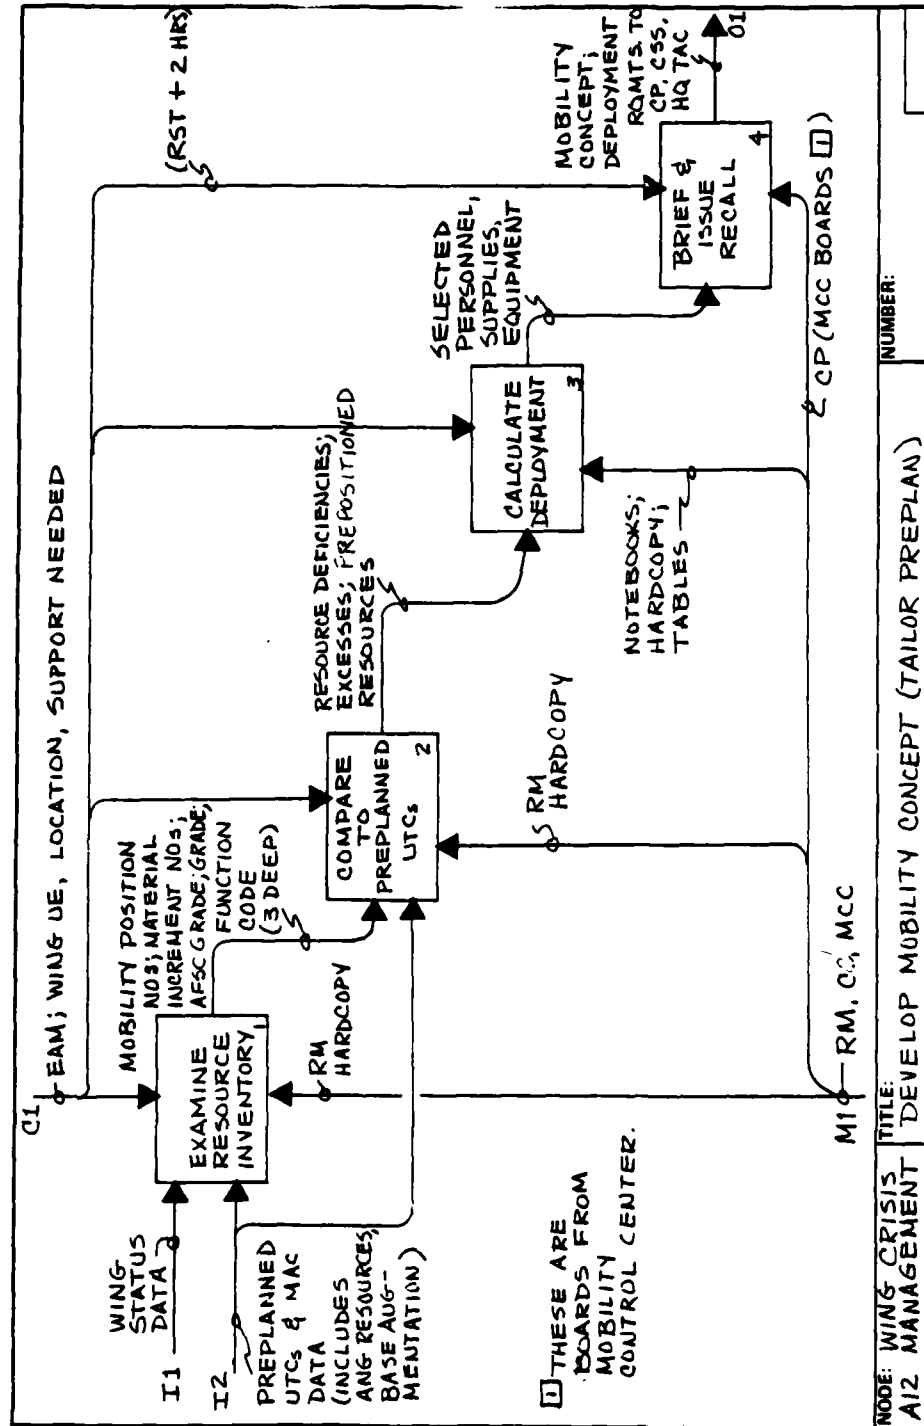 C1
EAM; WING UE, LOCATION, SUPPORT NEEDED
(RST + 2 HRS)
WING
STATUS
DATA
I1
I2
PREPLANNED
UTCs & MAC
DATA
(INCLUDES
ANG RESOURCES,
BASE AUG-
MENTATION)
EXAMINE
RESOURCE
INVENTORY
1
MOBILITY POSITION
NOS; MATERIAL
INCREMENT NOS;
AFSC GRADE; GRADE,
FUNCTION
CODE
(3 DEEP)
RM
HARDCOPY
COMPARE
TO
PREPLANNED
UTCs
2
RESOURCE DEFICIENCIES;
EXCESSES; PREPOSITIONED
RESOURCES
RM
HARDCOPY
CALCULATE
DEPLOYMENT
3
SELECTED
PERSONNEL,
SUPPLIES,
EQUIPMENT
NOTEBOOKS;
HARDCOPY;
TABLES
BRIEF &
ISSUE
RECALL
4
MOBILITY
CONCEPT;
DEPLOYMENT
RQMTS. TO
CP, CSS,
HQ TAC
O1
CP (MCC BOARDS 1)
1 THESE ARE
BOARDS FROM
MOBILITY
CONTROL CENTER.
M1 RM, MCC
NODE: WING CRISIS
A12 MANAGEMENT
TITLE:
DEVELOP MOBILITY CONCEPT (TAILOR PREPLAN)
NUMBER: